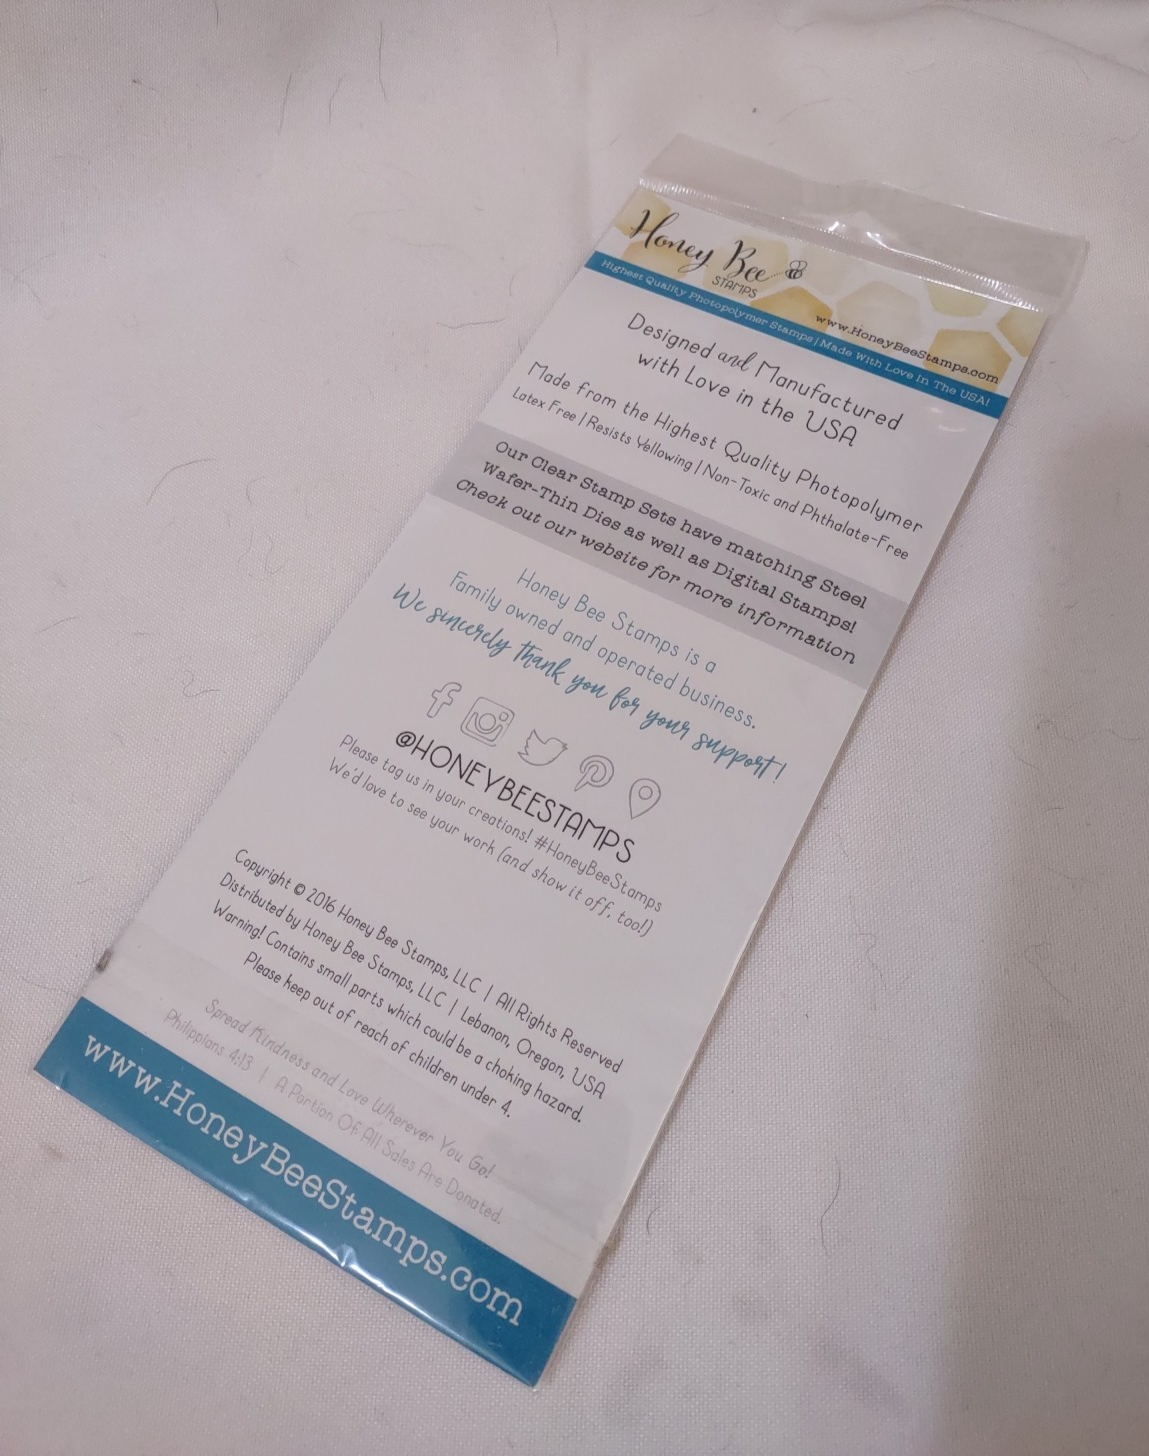 Honey Bee
STAMPS
www.HoneyBeeStamps.com
Highest Quality Photopolymer Stamps | Made With Love In The USA!
Designed and Manufactured
with Love in the USA
Made from the Highest Quality Photopolymer
Latex Free | Resists Yellowing | Non-Toxic and Phthalate-Free
Our Clear Stamp Sets have matching Steel
Wafer-Thin Dies as well as Digital Stamps!
Check out our website for more information
Honey Bee Stamps is a
Family owned and operated business.
We sincerely thank you for your support!
@HONEYBEESTAMPS
Please tag us in your creations! #HoneyBeeStamps
We'd love to see your work (and show it off, too!)
Copyright © 2016 Honey Bee Stamps, LLC | All Rights Reserved
Distributed by Honey Bee Stamps, LLC | Lebanon, Oregon, USA
Warning! Contains small parts which could be a choking hazard.
Please keep out of reach of children under 4.
Spread Kindness and Love Wherever You Go!
Philippians 4:13 | A Portion Of All Sales Are Donated.
www.HoneyBeeStamps.com